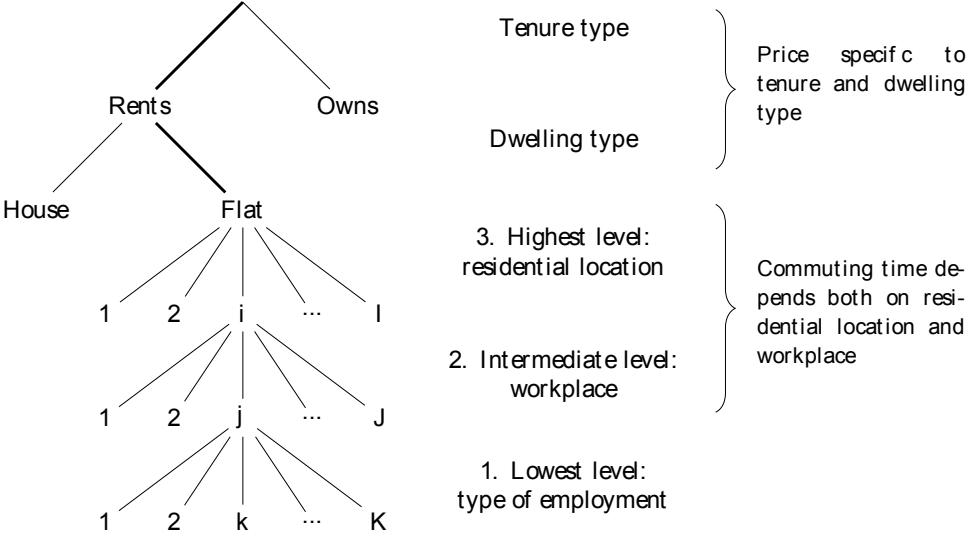 Tenure type
Price specific to
tenure and dwelling
type
Rents Owns
Dwelling type
House Flat
3. Highest level:
residential location
Commuting time de-
pends both on resi-
dential location and
workplace
1 2 i ... I
2. Intermediate level:
workplace
1 2 j ... J
1. Lowest level:
type of employment
1 2 k ... K